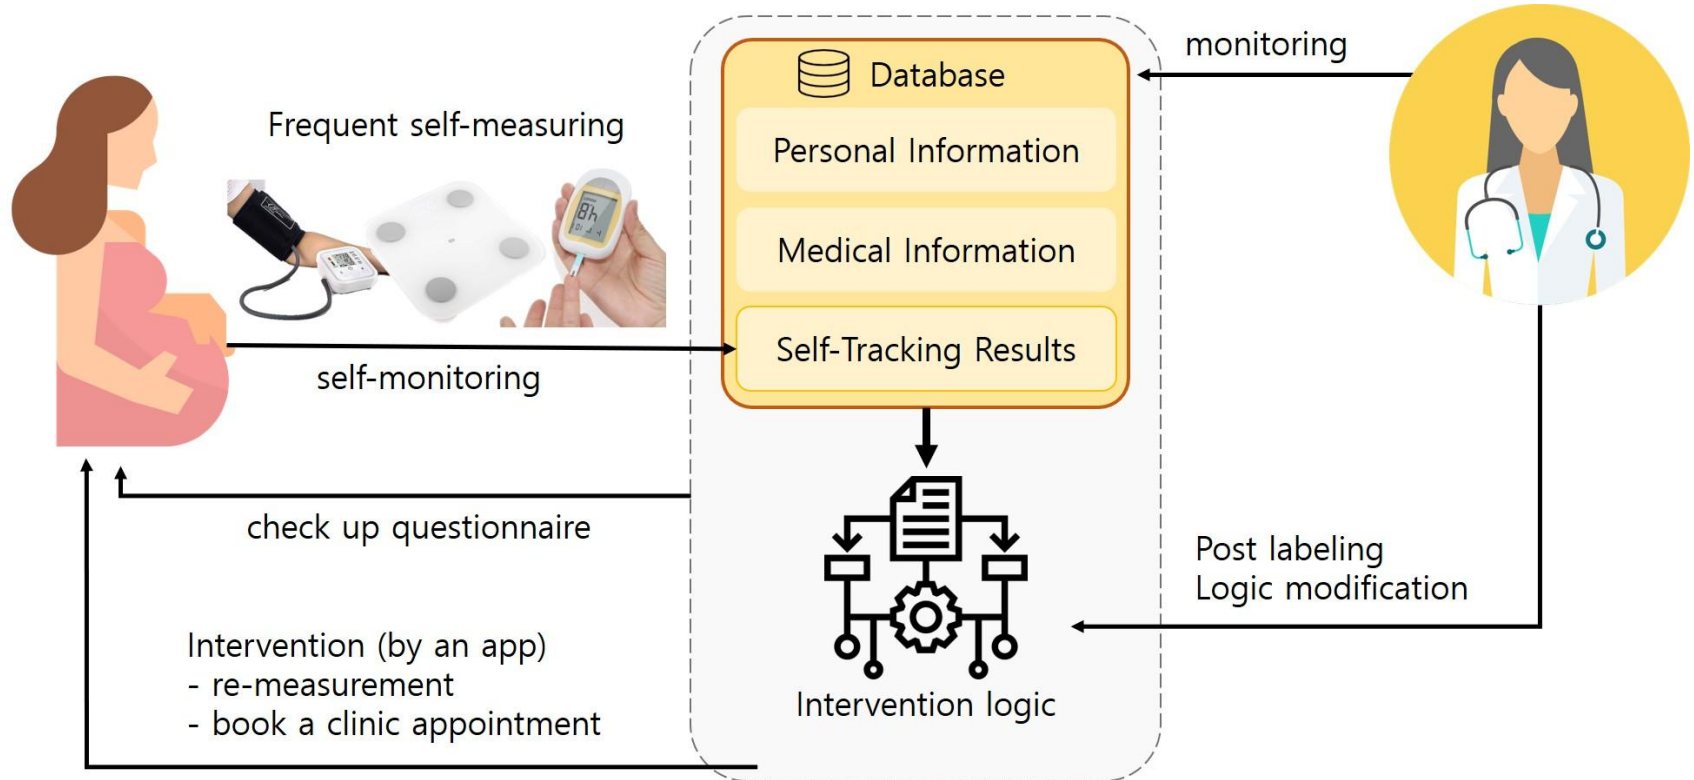 Frequent self-measuring
self-monitoring
check up questionnaire
Intervention (by an app)
- re-measurement
- book a clinic appointment
Database
Personal Information
Medical Information
Self-Tracking Results
Intervention logic
monitoring
Post labeling
Logic modification